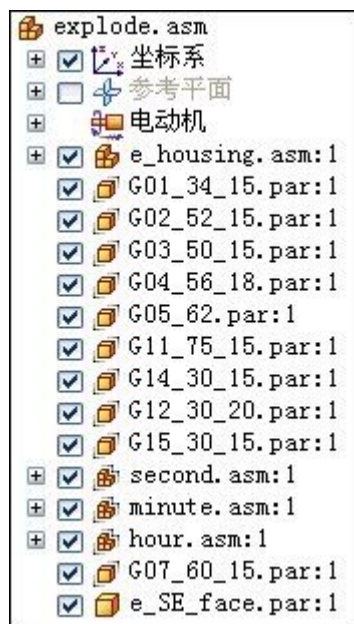 explode.asm
坐标系
参考平面
电动机
e_housing.asm:1
G01_34_15.par:1
G02_52_15.par:1
G03_50_15.par:1
G04_56_18.par:1
G05_62.par:1
G11_75_15.par:1
G14_30_15.par:1
G12_30_20.par:1
G15_30_15.par:1
second.asm:1
minute.asm:1
hour.asm:1
G07_60_15.par:1
e_SE_face.par:1